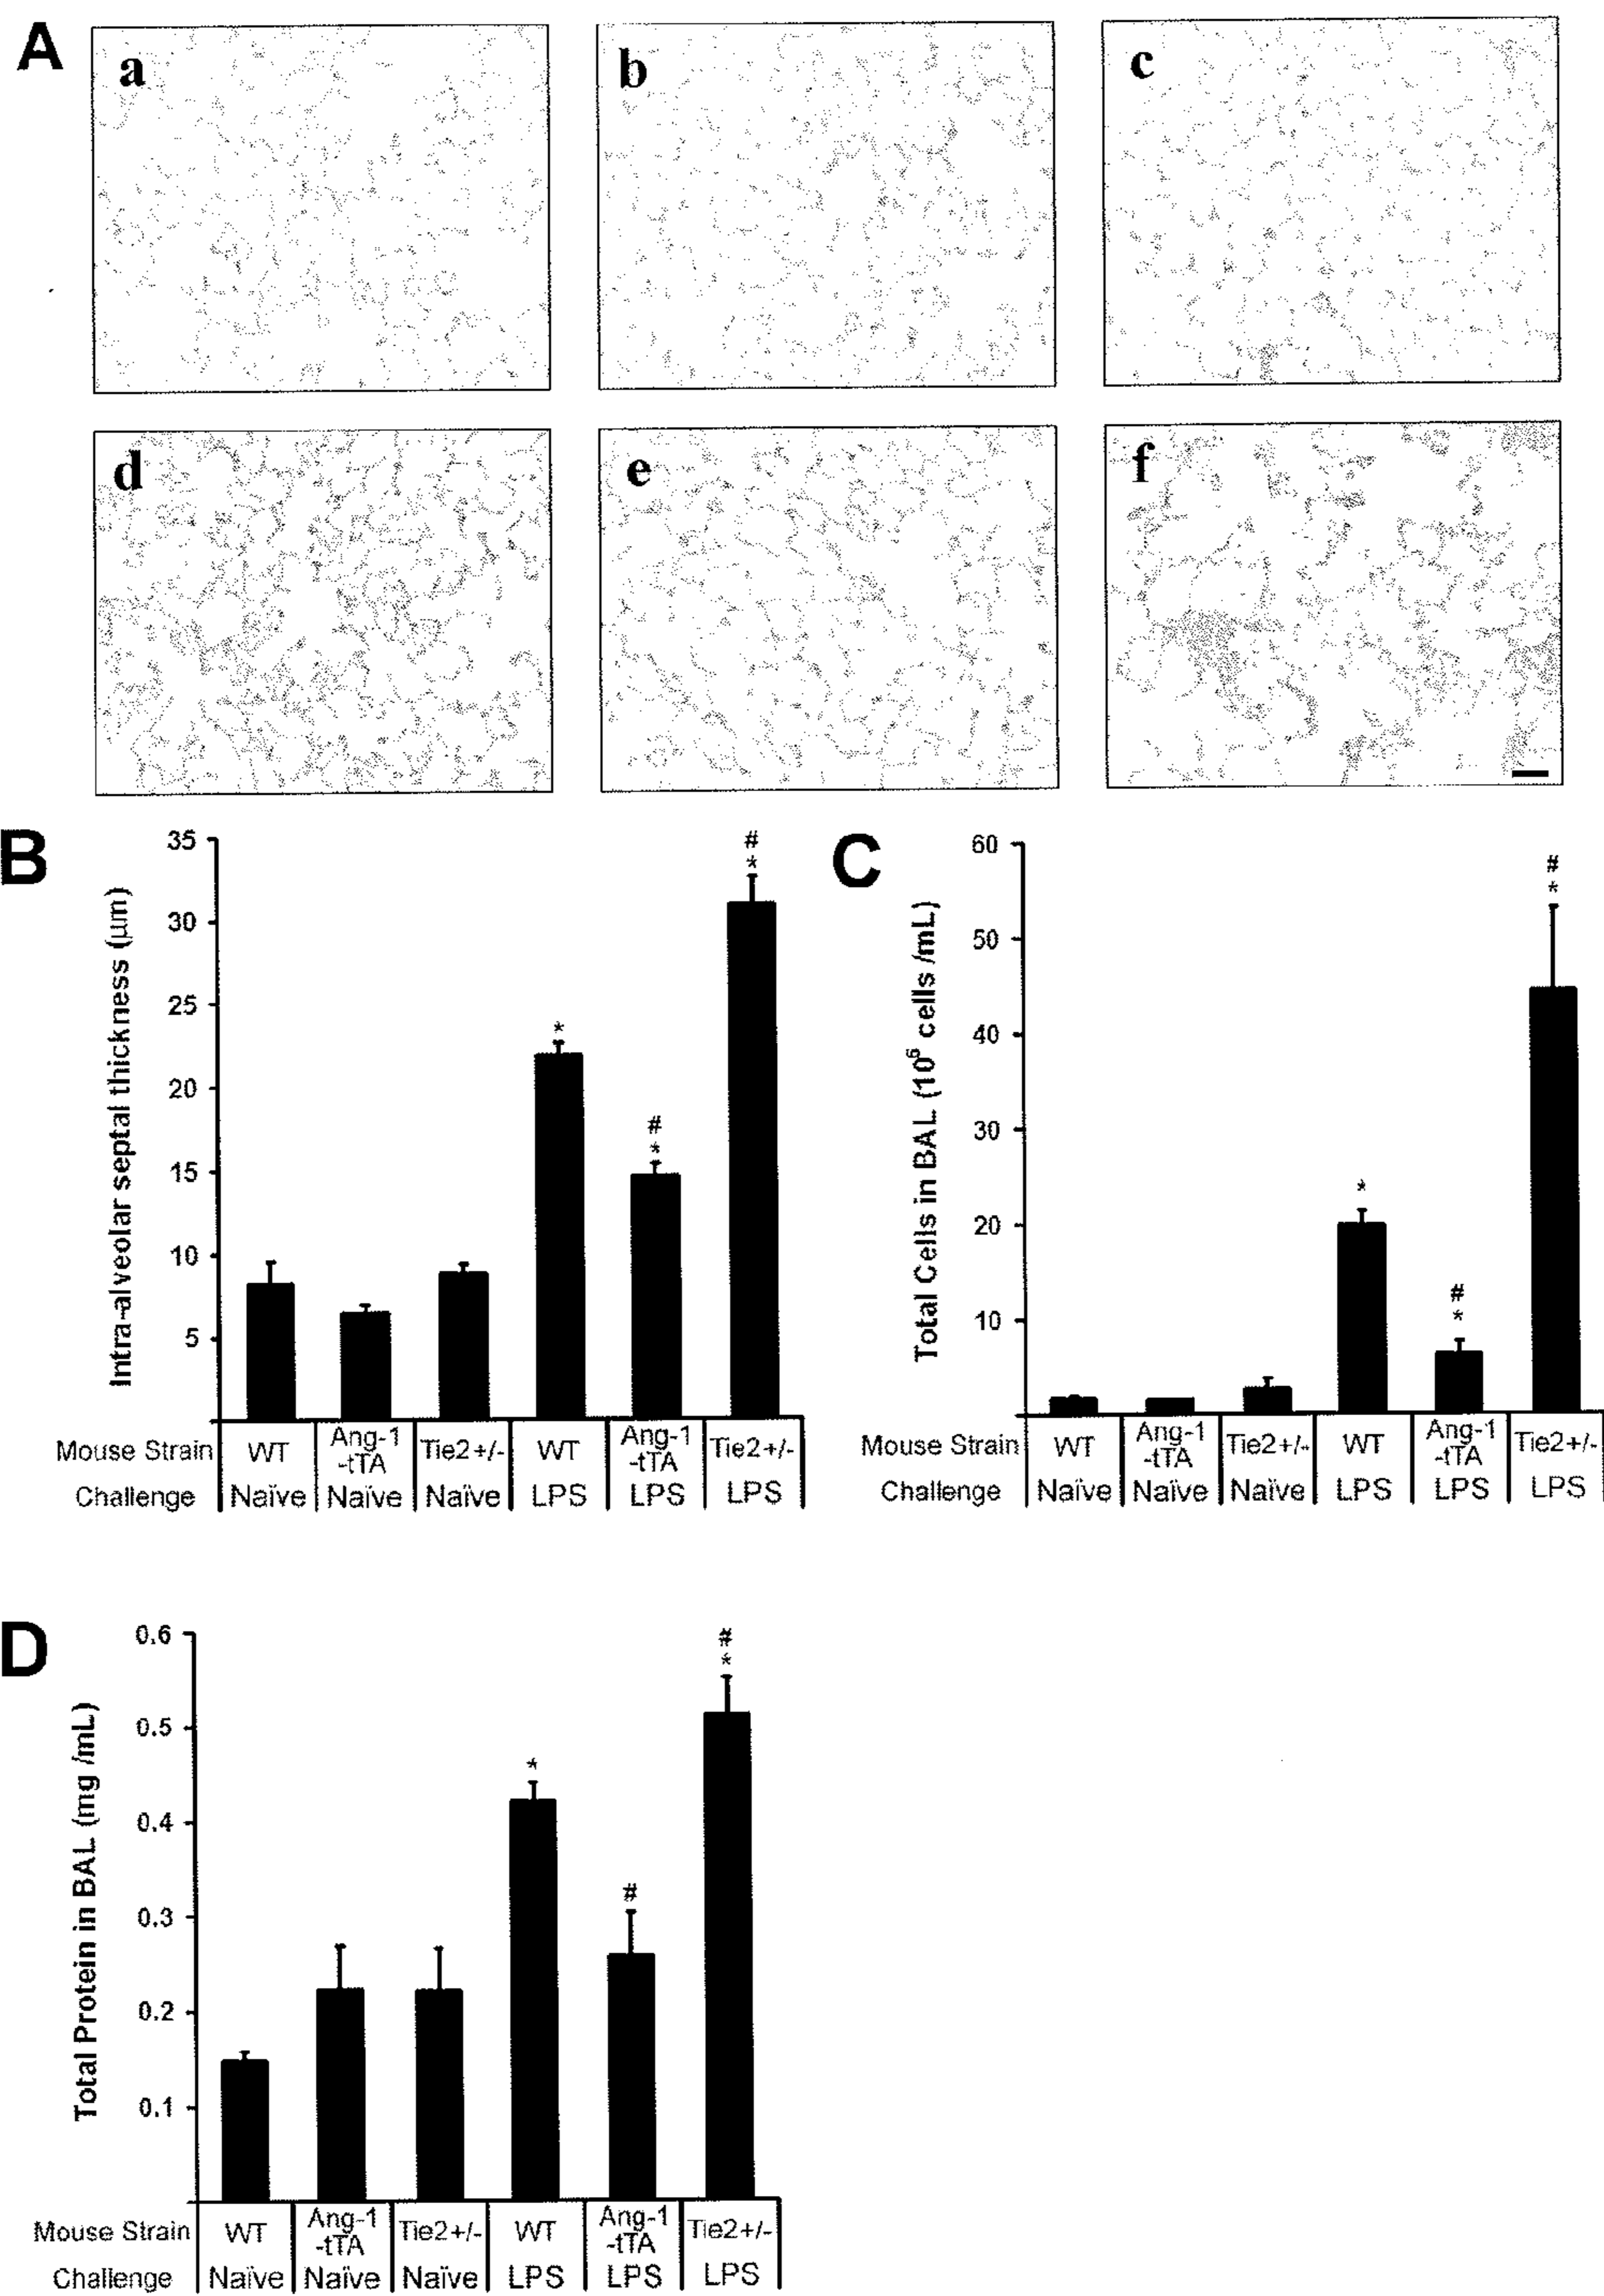 A
a
b
c
d
e
f
B
Intra-alveolar septal thickness (µm)
35
30
25
20
15
10
5
*
#
*
#
*
Mouse Strain WT Ang-1 -tTA Tie2+/- WT Ang-1 -tTA Tie2+/-
Challenge Naïve Naïve Naïve LPS LPS LPS
C
Total Cells in BAL (10⁶ cells /mL)
60
50
40
30
20
10
*
#
*
#
*
Mouse Strain WT Ang-1 -tTA Tie2+/- WT Ang-1 -tTA Tie2+/-
Challenge Naïve Naïve Naïve LPS LPS LPS
D
Total Protein in BAL (mg /mL)
0.6
0.5
0.4
0.3
0.2
0.1
*
#
#
*
Mouse Strain WT Ang-1 -tTA Tie2+/- WT Ang-1 -tTA Tie2+/-
Challenge Naïve Naïve Naïve LPS LPS LPS